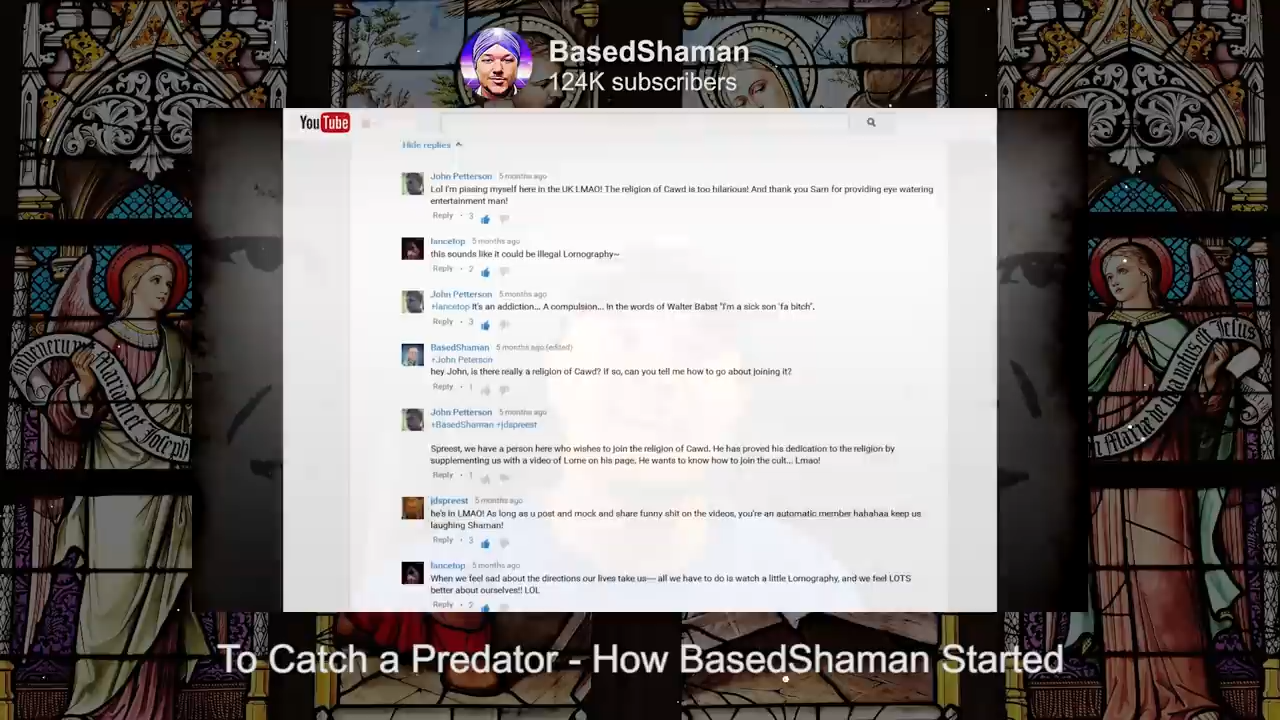 BasedShaman
124K subscribers
YouTube
Hide replies
John Petterson 5 months ago
Lol I'm pissing myself here in the UK LMAO! The religion of Cawd is too hilarious! And thank you Sam for providing eye watering
entertainment man!
Reply · 3
lancetop 5 months ago
this sounds like it could be illegal Lornography~
Reply · 2
John Petterson 5 months ago
+lancetop It's an addiction... A compulsion... In the words of Walter Babst "I'm a sick son 'fa bitch".
Reply · 3
BasedShaman 5 months ago (edited)
+John Peterson
hey John, is there really a religion of Cawd? If so, can you tell me how to go about joining it?
Reply · 1
John Petterson 5 months ago
+BasedShaman +jdspreest
Spreest, we have a person here who wishes to join the religion of Cawd. He has proved his dedication to the religion by
supplementing us with a video of Lorne on his page. He wants to know how to join the cult... Lmao!
Reply · 1
jdspreest 5 months ago
he's in LMAO! As long as u post and mock and share funny shit on the videos, you're an automatic member hahahaa keep us
laughing Shaman!
Reply · 3
lancetop 5 months ago
When we feel sad about the directions our lives take us— all we have to do is watch a little Lornography, and we feel LOTS
better about ourselves!! LOL
Reply · 2
To Catch a Predator - How BasedShaman Started